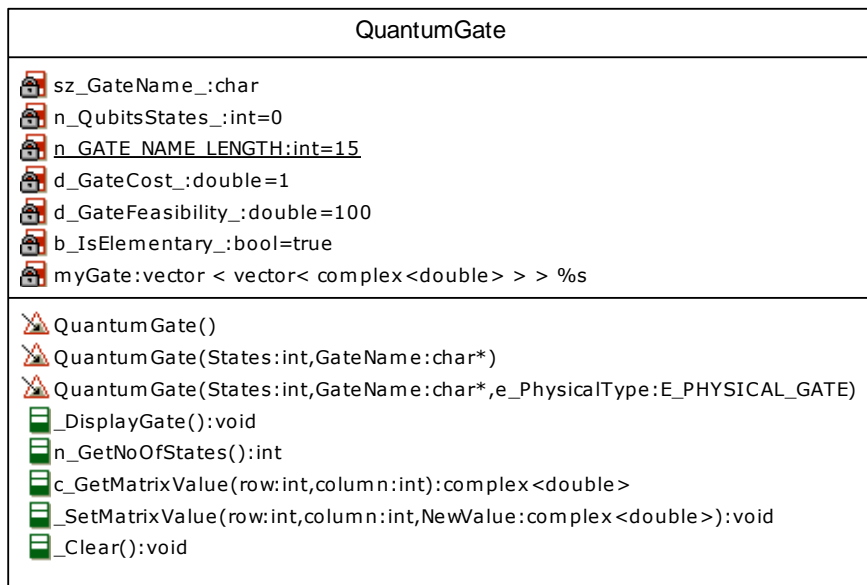 QuantumGate
sz_GateName_:char
n_QubitsStates_:int=0
n_GATE_NAME_LENGTH:int=15
d_GateCost_:double=1
d_GateFeasibility_:double=100
b_IsElementary_:bool=true
myGate:vector < vector< complex<double> > > %s
QuantumGate()
QuantumGate(States:int,GateName:char*)
QuantumGate(States:int,GateName:char*,e_PhysicalType:E_PHYSICAL_GATE)
_DisplayGate():void
n_GetNoOfStates():int
c_GetMatrixValue(row:int,column:int):complex<double>
_SetMatrixValue(row:int,column:int,NewValue:complex<double>):void
_Clear():void